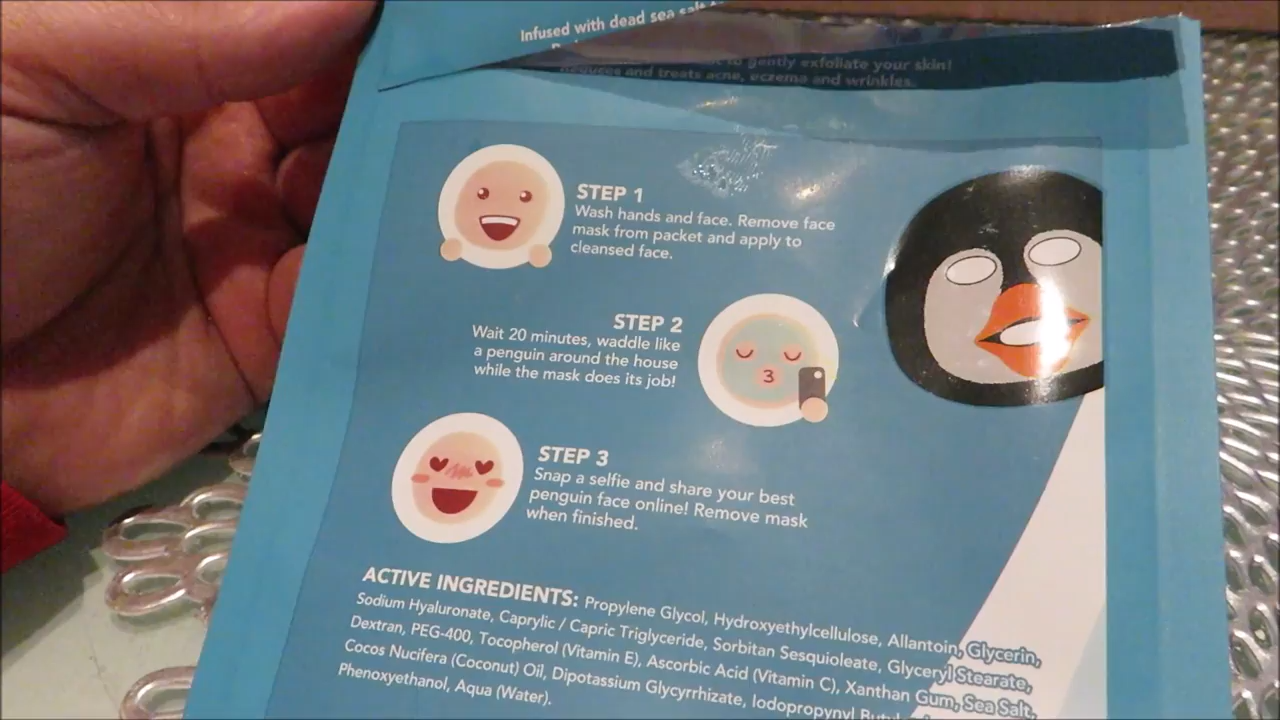 Infused with dead sea salt
to gently exfoliate your skin!
Reduces and treats acne, eczema and wrinkles.
STEP 1
Wash hands and face. Remove face
mask from packet and apply to
cleansed face.
STEP 2
Wait 20 minutes, waddle like
a penguin around the house
while the mask does its job!
STEP 3
Snap a selfie and share your best
penguin face online! Remove mask
when finished.
ACTIVE INGREDIENTS: Propylene Glycol, Hydroxyethylcellulose, Allantoin, Glycerin,
Sodium Hyaluronate, Caprylic / Capric Triglyceride, Sorbitan Sesquioleate, Glyceryl Stearate,
Dextran, PEG-400, Tocopherol (Vitamin E), Ascorbic Acid (Vitamin C), Xanthan Gum, Sea Salt,
Cocos Nucifera (Coconut) Oil, Dipotassium Glycyrrhizate, Iodopropynyl
Phenoxyethanol, Aqua (Water).